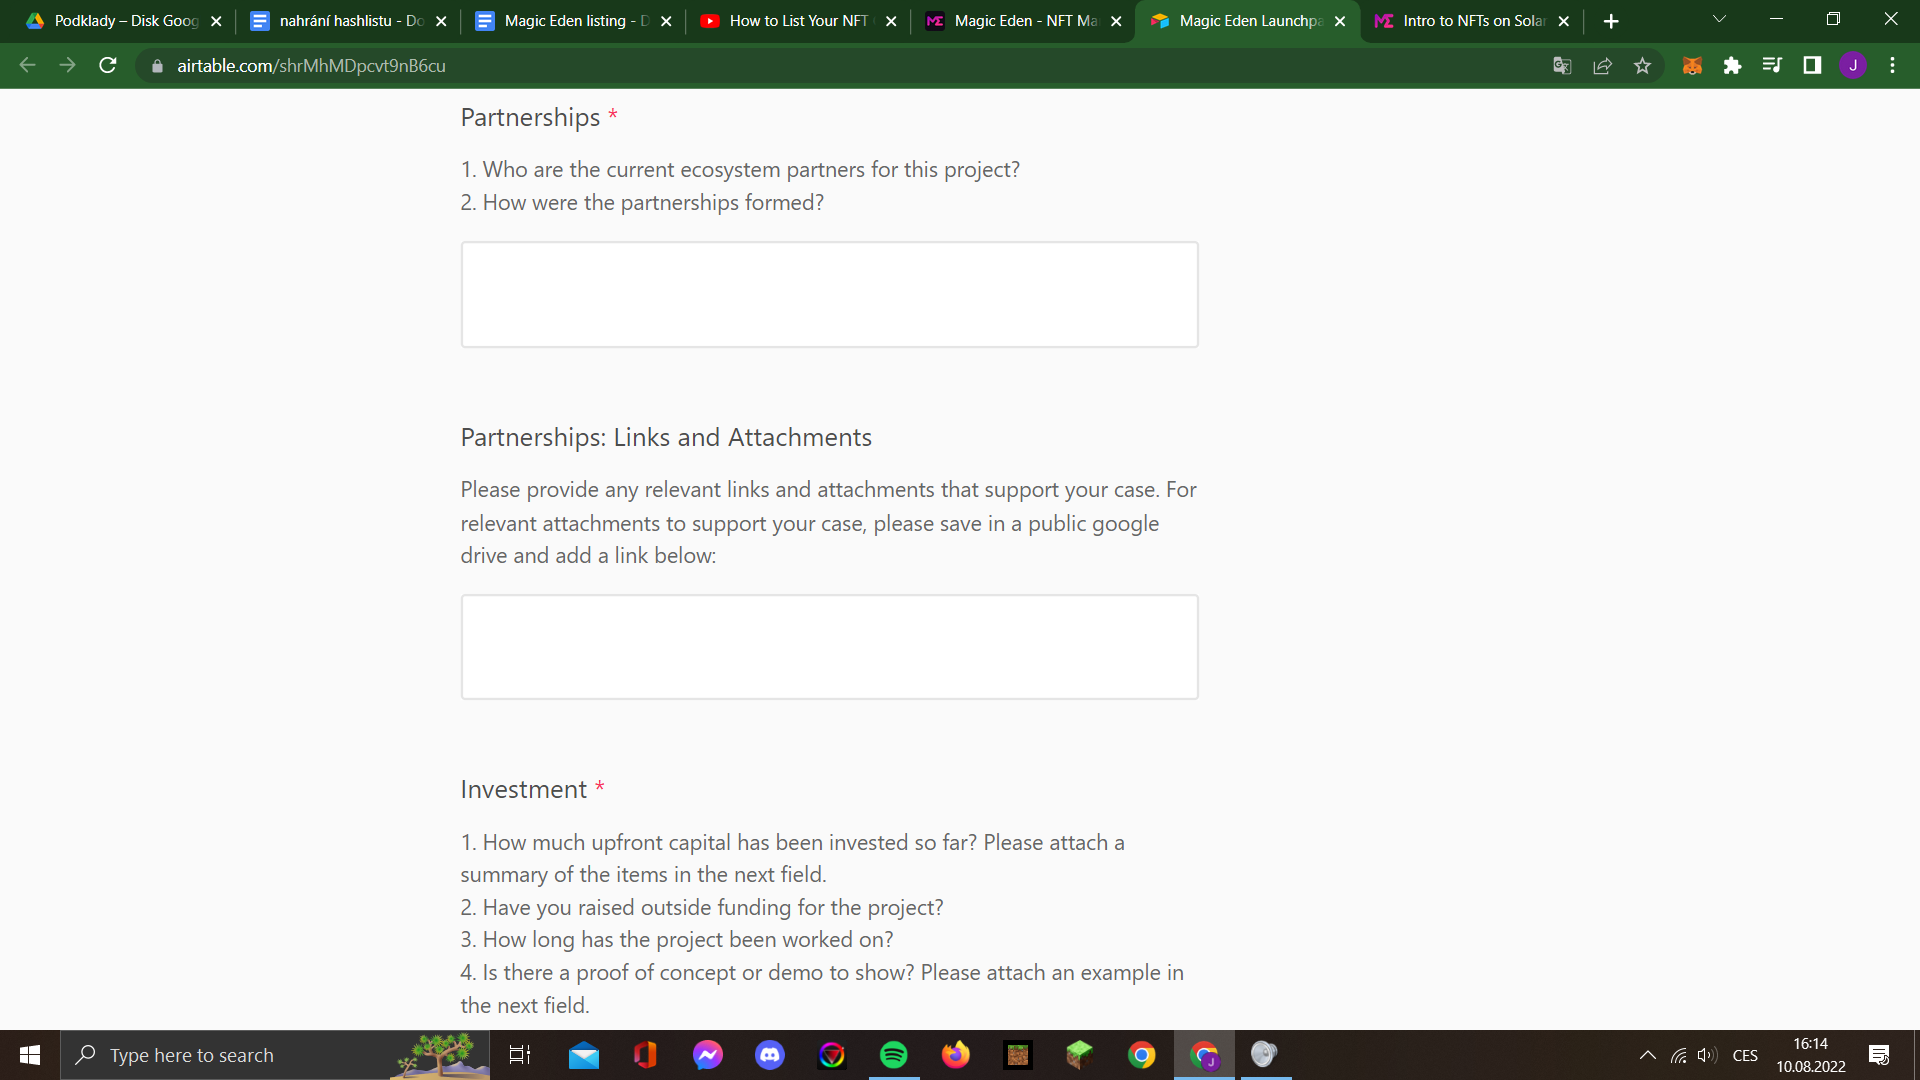 Podklady – Disk Goog
nahrání hashlistu - Do
Magic Eden listing - D
How to List Your NFT
Magic Eden - NFT Ma
Magic Eden Launchpa
Intro to NFTs on Solar
airtable.com/shrMhMDpcvt9nB6cu
J
Partnerships *
1. Who are the current ecosystem partners for this project?
2. How were the partnerships formed?
Partnerships: Links and Attachments
Please provide any relevant links and attachments that support your case. For
relevant attachments to support your case, please save in a public google
drive and add a link below:
Investment *
1. How much upfront capital has been invested so far? Please attach a
summary of the items in the next field.
2. Have you raised outside funding for the project?
3. How long has the project been worked on?
4. Is there a proof of concept or demo to show? Please attach an example in
the next field.
Type here to search
CES
16:14
10.08.2022